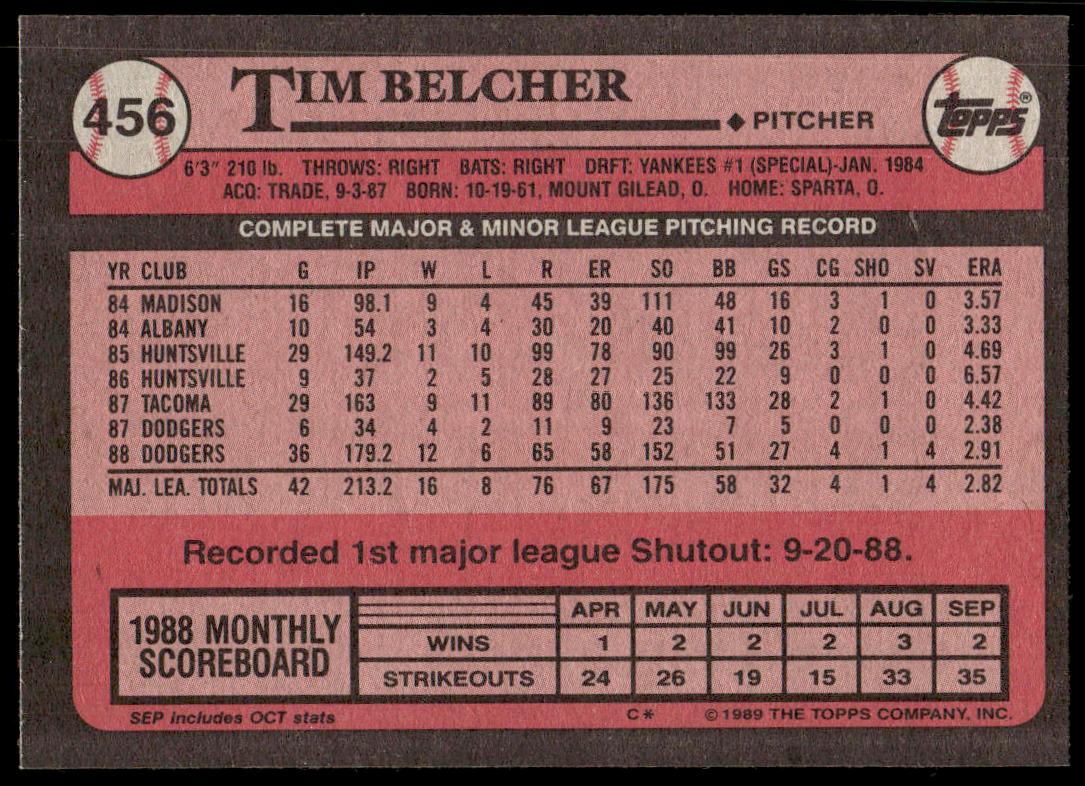 456
TIM BELCHER
◆ PITCHER
TOPPS®
6'3" 210 lb. THROWS: RIGHT BATS: RIGHT DRFT: YANKEES #1 (SPECIAL)-JAN. 1984
ACQ: TRADE, 9-3-87 BORN: 10-19-61, MOUNT GILEAD, O. HOME: SPARTA, O.
COMPLETE MAJOR & MINOR LEAGUE PITCHING RECORD
YR CLUB G IP W L R ER SO BB GS CG SHO SV ERA
84 MADISON 16 98.1 9 4 45 39 111 48 16 3 1 0 3.57
84 ALBANY 10 54 3 4 30 20 40 41 10 2 0 0 3.33
85 HUNTSVILLE 29 149.2 11 10 99 78 90 99 26 3 1 0 4.69
86 HUNTSVILLE 9 37 2 5 28 27 25 22 9 0 0 0 6.57
87 TACOMA 29 163 9 11 89 80 136 133 28 2 1 0 4.42
87 DODGERS 6 34 4 2 11 9 23 7 5 0 0 0 2.38
88 DODGERS 36 179.2 12 6 65 58 152 51 27 4 1 4 2.91
MAJ. LEA. TOTALS 42 213.2 16 8 76 67 175 58 32 4 1 4 2.82
Recorded 1st major league Shutout: 9-20-88.
1988 MONTHLY
SCOREBOARD
APR MAY JUN JUL AUG SEP
WINS 1 2 2 2 3 2
STRIKEOUTS 24 26 19 15 33 35
SEP includes OCT stats
C* ©1989 THE TOPPS COMPANY, INC.